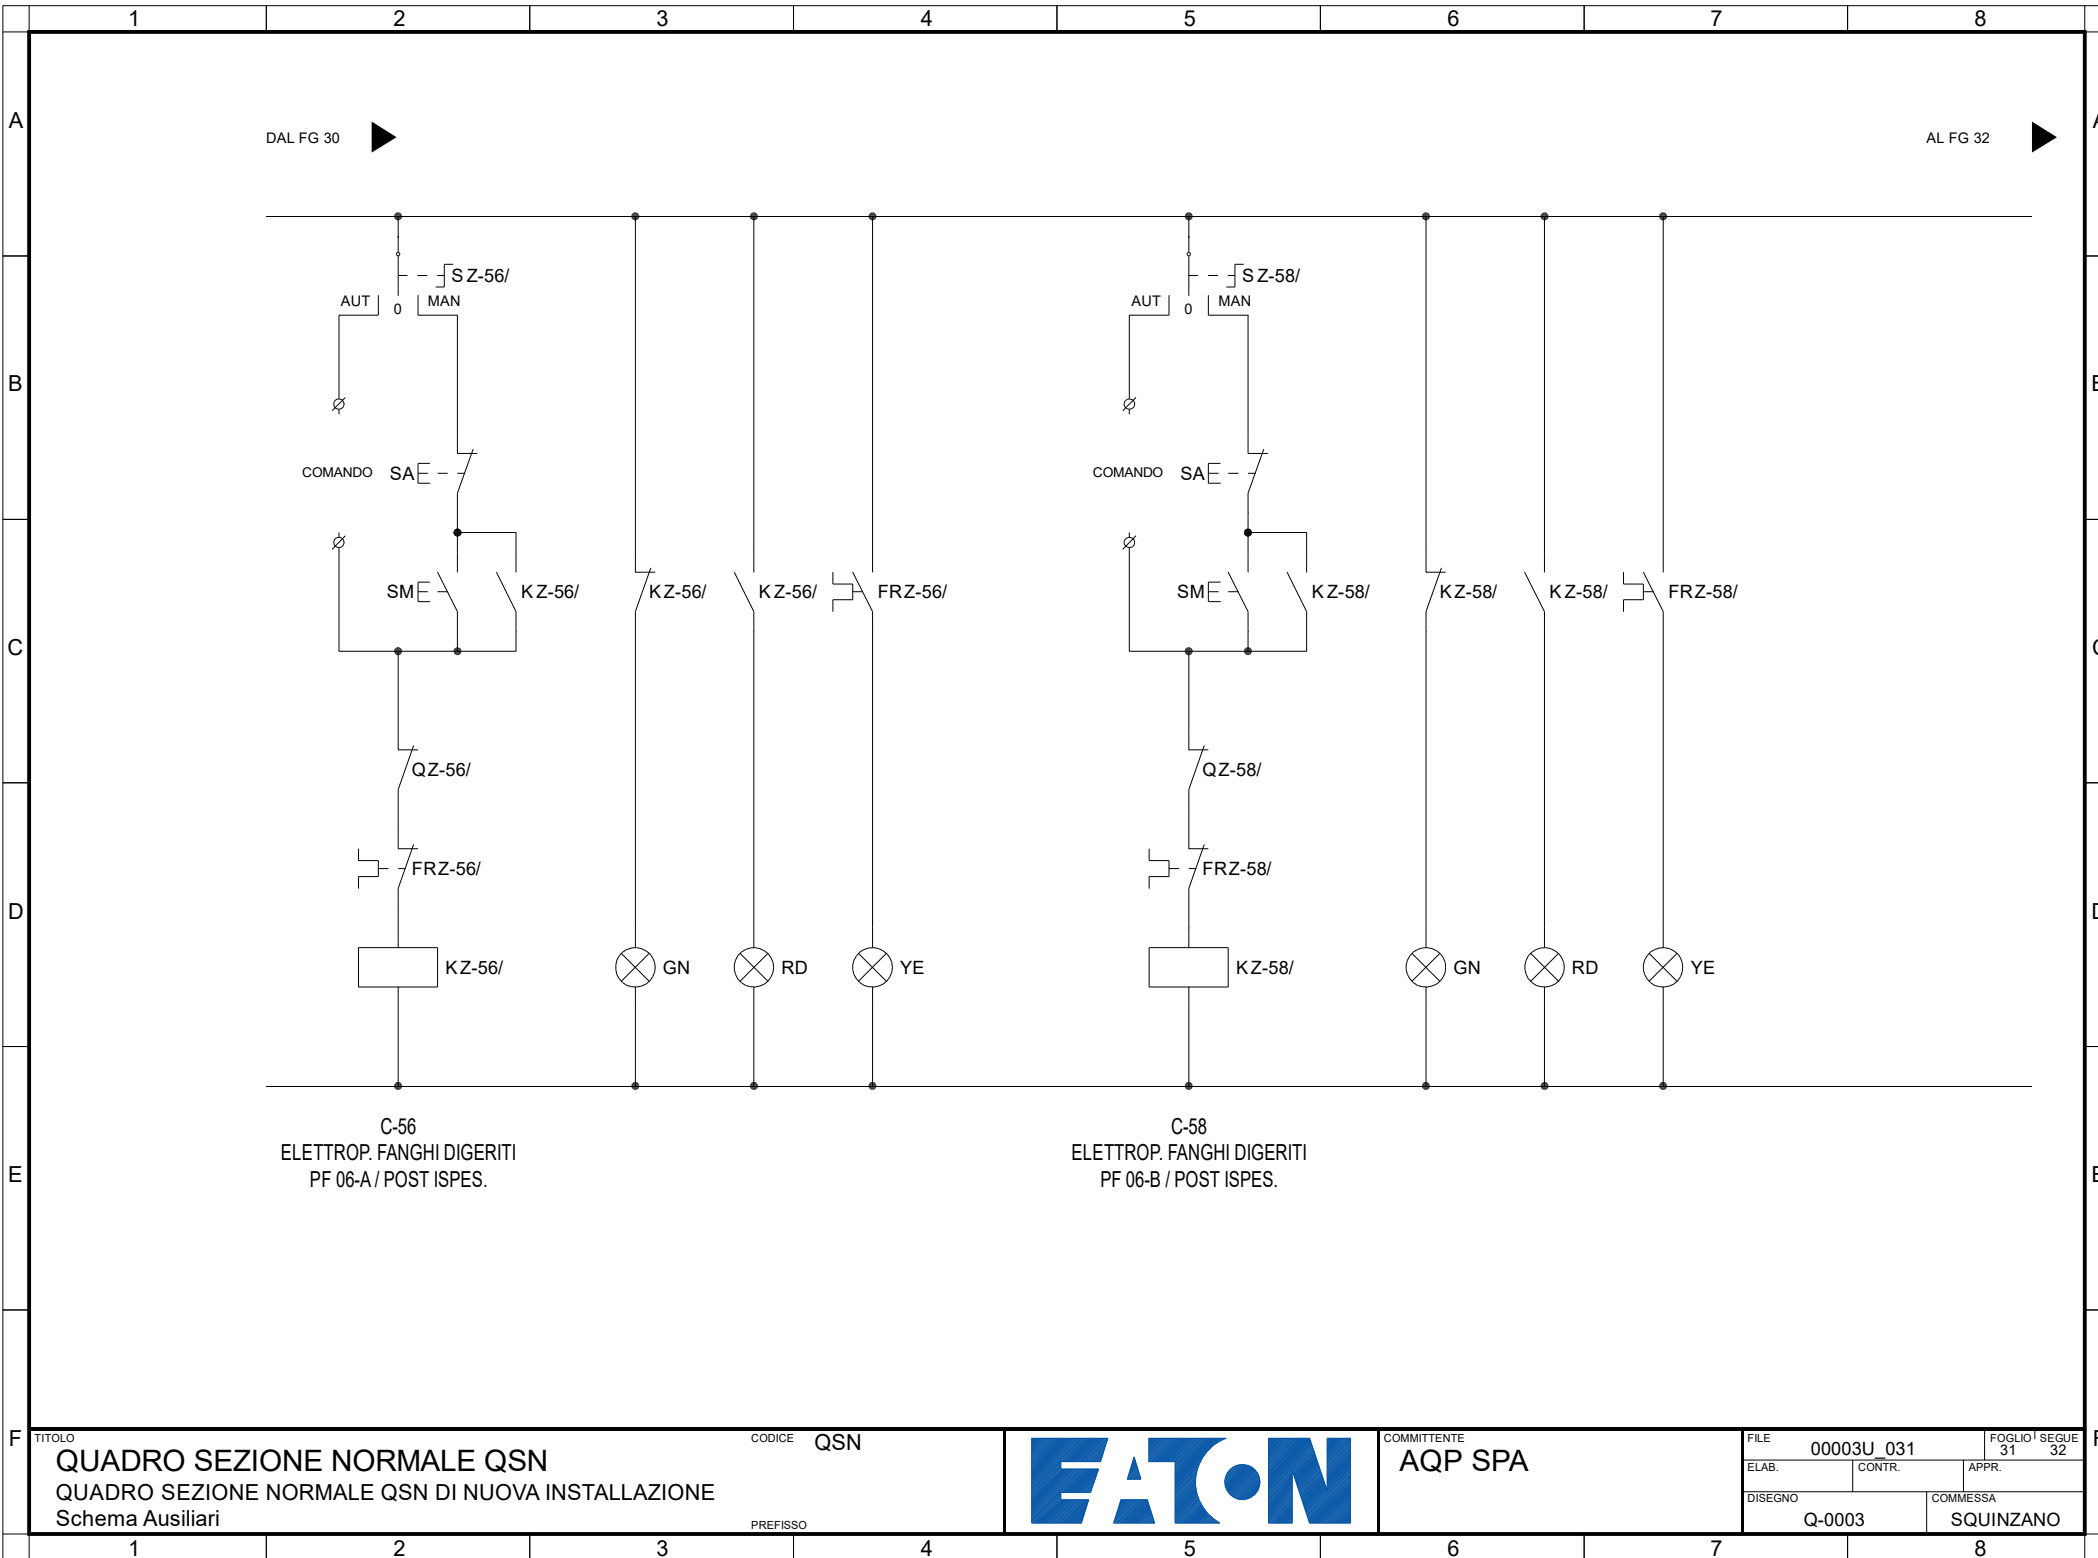 1 2 3 4 5 6 7 8
A
DAL FG 30
AL FG 32
SZ-56/
AUT 0 MAN
SZ-58/
AUT 0 MAN
B
COMANDO SA
COMANDO SA
SM KZ-56/ KZ-56/ KZ-56/ FRZ-56/
SM KZ-58/ KZ-58/ KZ-58/ FRZ-58/
C
QZ-56/
QZ-58/
FRZ-56/
FRZ-58/
D
KZ-56/ GN RD YE
KZ-58/ GN RD YE
C-56
ELETTROP. FANGHI DIGERITI
PF 06-A / POST ISPES.
C-58
ELETTROP. FANGHI DIGERITI
PF 06-B / POST ISPES.
E
F
TITOLO
QUADRO SEZIONE NORMALE QSN
QUADRO SEZIONE NORMALE QSN DI NUOVA INSTALLAZIONE
Schema Ausiliari
CODICE QSN
PREFISSO
EATON
COMMITTENTE
AQP SPA
FILE
00003U_031
FOGLIO SEGUE
31 32
ELAB. CONTR. APPR.
DISEGNO
Q-0003
COMMESSA
SQUINZANO
1 2 3 4 5 6 7 8